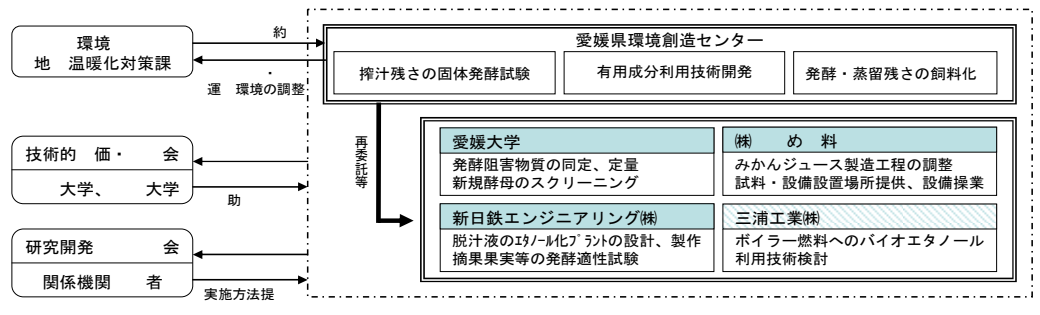 環境
地　温暖化対策課
約
・
運　環境の調整
愛媛県環境創造センター
搾汁残さの固体発酵試験
有用成分利用技術開発
発酵・蒸留残さの飼料化
技術的　価・　　会
大学、　大学
助
研究開発　　　会
関係機関　者
実施方法提
再委託等
愛媛大学
発酵阻害物質の同定、定量
新規酵母のスクリーニング
㈱　　め　料
みかんジュース製造工程の調整
試料・設備設置場所提供、設備操業
新日鉄エンジニアリング㈱
脱汁液のｴﾀﾉｰﾙ化ﾌﾟﾗﾝﾄの設計、製作
摘果果実等の発酵適性試験
三浦工業㈱
ボイラー燃料へのバイオエタノール
利用技術検討